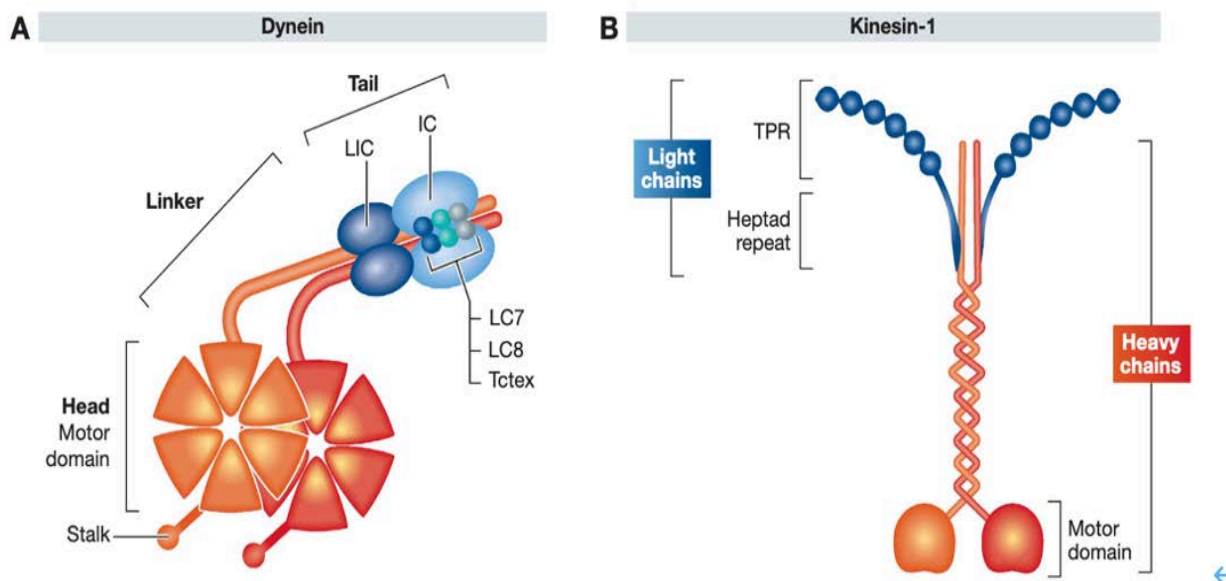 A
Dynein
Tail
IC
LIC
Linker
LC7
LC8
Tctex
Head
Motor
domain
Stalk
B
Kinesin-1
TPR
Light
chains
Heptad
repeat
Heavy
chains
Motor
domain